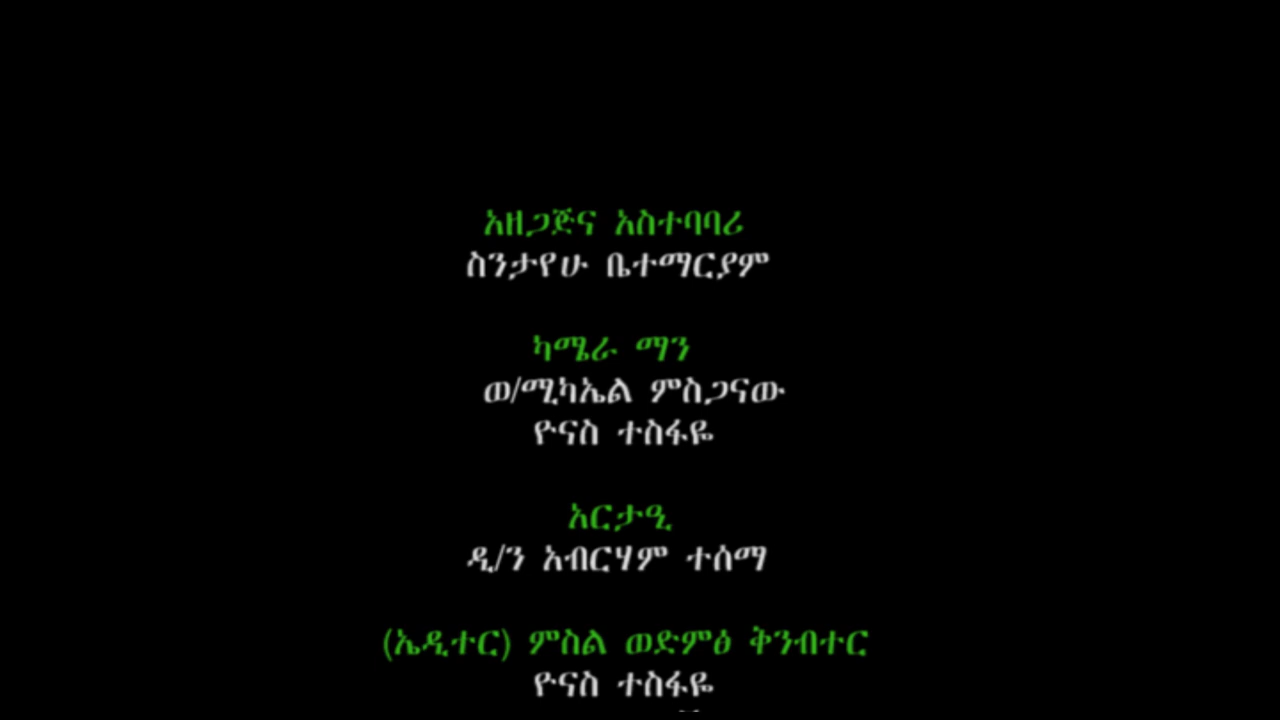 አዘጋጅና አስተባባሪ
ስንታየሁ ቤተማርያም
ካሜራ ማን
ወ/ሚካኤል ምስጋናው
ዮናስ ተስፋዬ
አርታዒ
ዲ/ን አብርሃም ተሰማ
(ኤዲተር) ምስል ወድምፅ ቅንብተር
ዮናስ ተስፋዬ